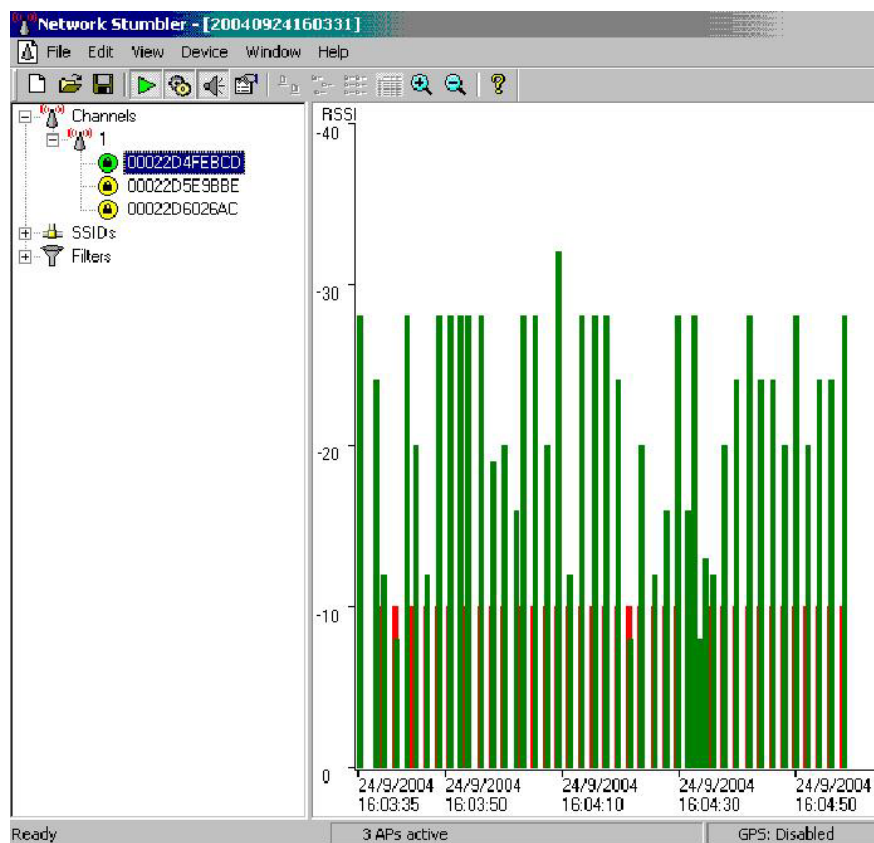 Network Stumbler - [20040924160331]
File Edit View Device Window Help
Channels
1
00022D4FEBCD
00022D5E9BBE
00022D6026AC
SSIDs
Filters
RSSI
-40
-30
-20
-10
0
24/9/2004 24/9/2004 24/9/2004 24/9/2004 24/9/2004
16:03:35 16:03:50 16:04:10 16:04:30 16:04:50
Ready 3 APs active GPS: Disabled